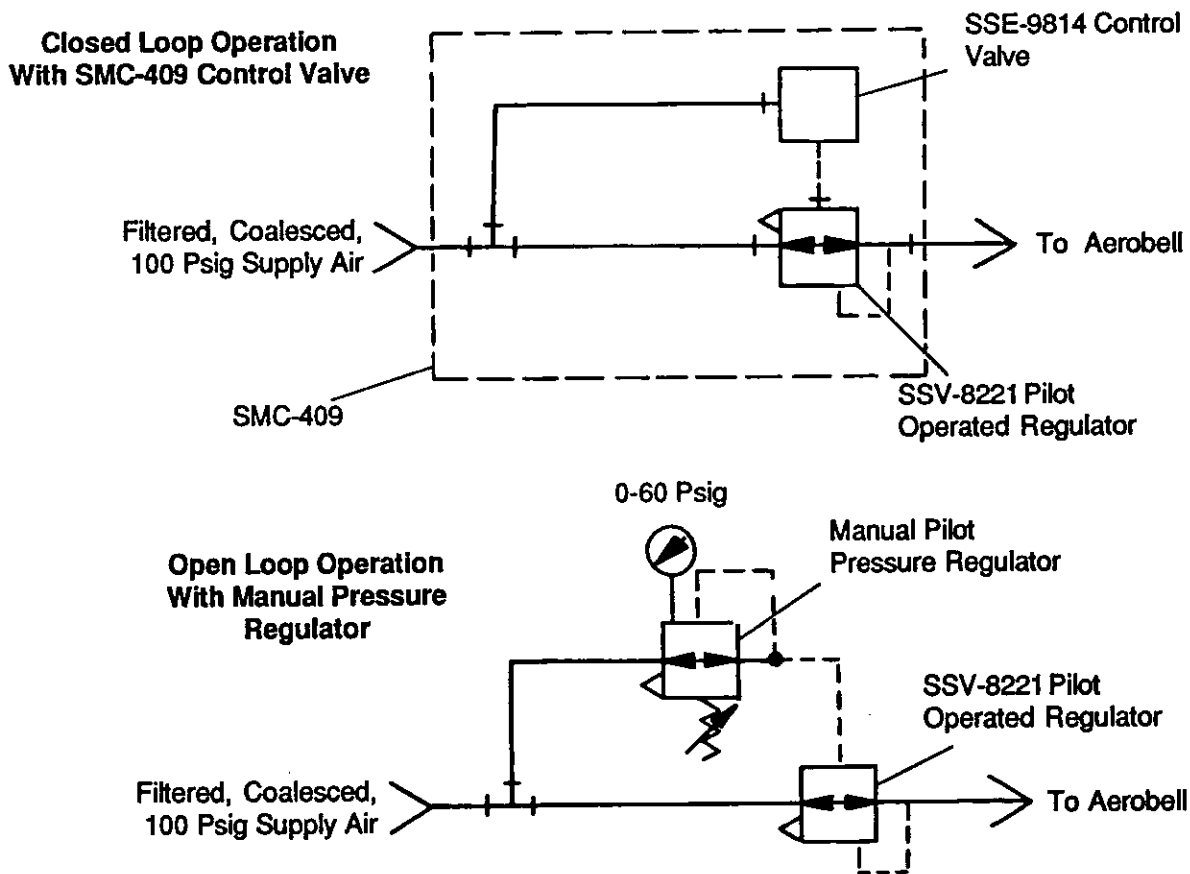 Closed Loop Operation
With SMC-409 Control Valve
SSE-9814 Control
Valve
Filtered, Coalesced,
100 Psig Supply Air
To Aerobell
SMC-409
SSV-8221 Pilot
Operated Regulator
0-60 Psig
Manual Pilot
Pressure Regulator
Open Loop Operation
With Manual Pressure
Regulator
SSV-8221 Pilot
Operated Regulator
Filtered, Coalesced,
100 Psig Supply Air
To Aerobell